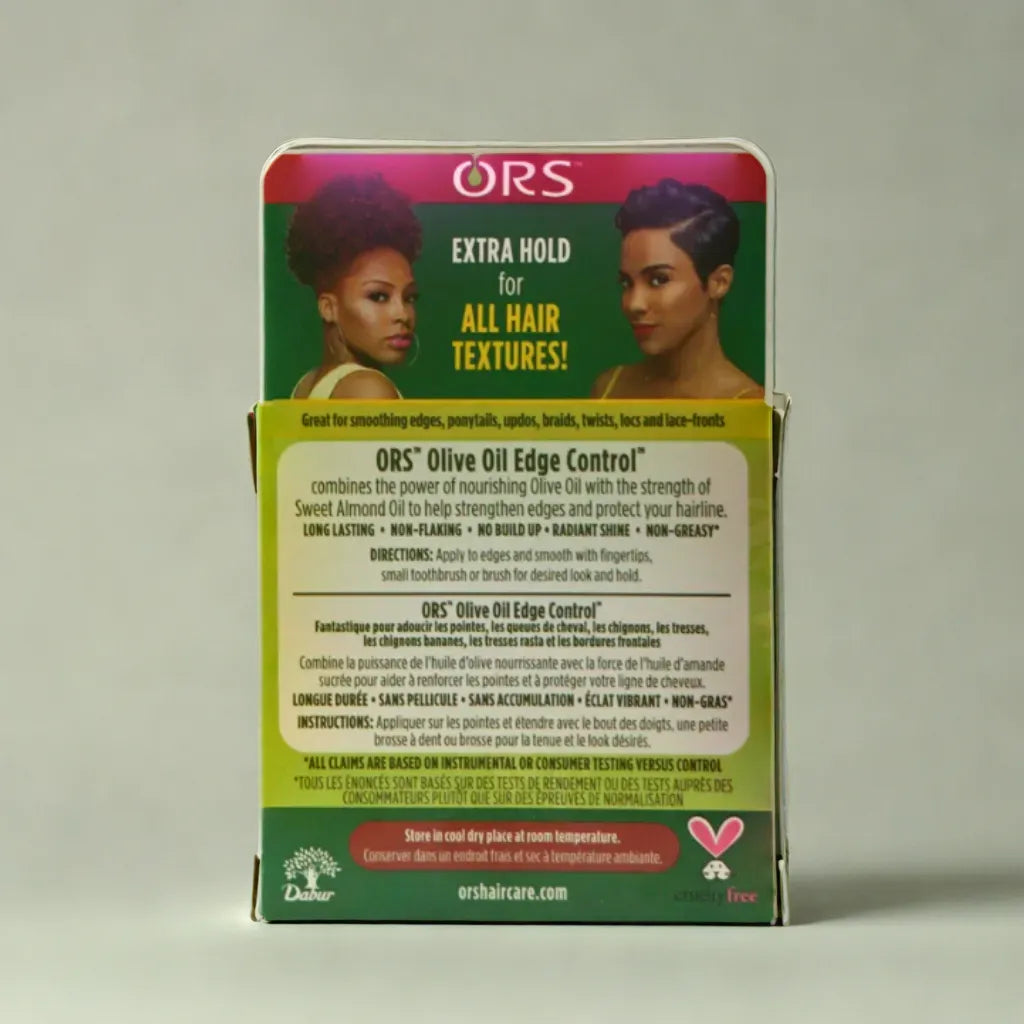 ORS™
EXTRA HOLD
for
ALL HAIR
TEXTURES!
Great for smoothing edges, ponytails, updos, braids, twists, locs and lace-fronts
ORS™ Olive Oil Edge Control™
combines the power of nourishing Olive Oil with the strength of
Sweet Almond Oil to help strengthen edges and protect your hairline.
LONG LASTING • NON-FLAKING • NO BUILD UP • RADIANT SHINE • NON-GREASY*
DIRECTIONS: Apply to edges and smooth with fingertips,
small toothbrush or brush for desired look and hold.
ORS™ Olive Oil Edge Control™
Fantastique pour adoucir les pointes, les queues de cheval, les chignons, les tresses,
les chignons bananes, les tresses rasta et les bordures frontales
Combine la puissance de l'huile d'olive nourrissante avec la force de l'huile d'amande
sucrée pour aider à renforcer les pointes et à protéger votre ligne de cheveux.
LONGUE DURÉE • SANS PELLICULE • SANS ACCUMULATION • ÉCLAT VIBRANT • NON-GRAS*
INSTRUCTIONS: Appliquer sur les pointes et étendre avec le bout des doigts, une petite
brosse à dent ou brosse pour la tenue et le look désirés.
*ALL CLAIMS ARE BASED ON INSTRUMENTAL OR CONSUMER TESTING VERSUS CONTROL
*TOUS LES ÉNONCÉS SONT BASÉS SUR DES TESTS DE RENDEMENT OU DES TESTS AUPRÈS DES
CONSOMMATEURS PLUTÔT QUE SUR DES ÉPREUVES DE NORMALISATION
Store in cool dry place at room temperature.
Conserver dans un endroit frais et sec à température ambiante.
Dabur
orshaircare.com
crueltyfree